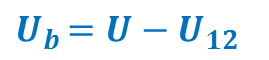 U_b = U − U_12